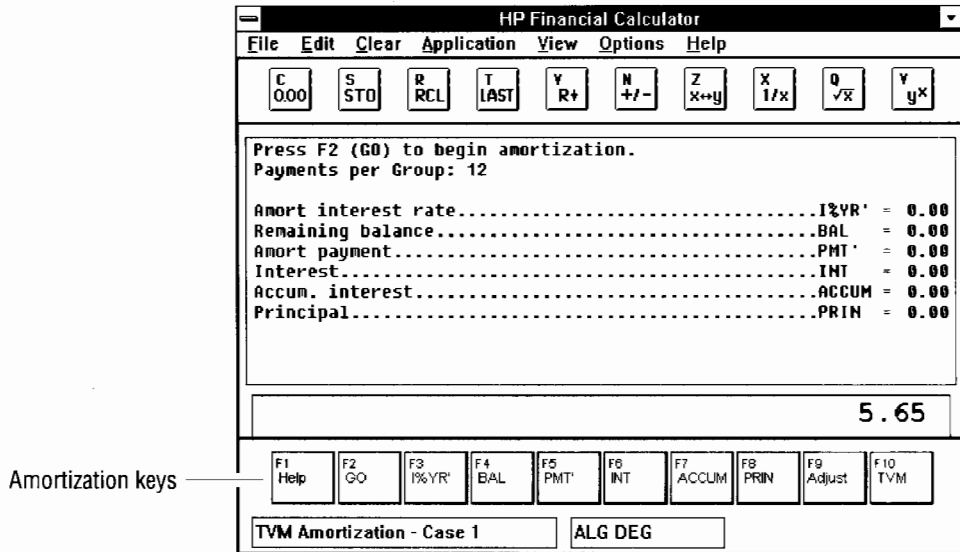 HP Financial Calculator
File Edit Clear Application View Options Help
C 0.00 S STO R RCL T LAST Y R↓ N +/- Z x↔y X 1/x Q √x Y y^x
Press F2 (GO) to begin amortization.
Payments per Group: 12
Amort interest rate....................................I%YR' = 0.00
Remaining balance......................................BAL = 0.00
Amort payment..........................................PMT' = 0.00
Interest...............................................INT = 0.00
Accum. interest........................................ACCUM = 0.00
Principal..............................................PRIN = 0.00
5.65
Amortization keys
F1 Help F2 GO F3 I%YR' F4 BAL F5 PMT' F6 INT F7 ACCUM F8 PRIN F9 Adjust F10 TVM
TVM Amortization - Case 1 ALG DEG